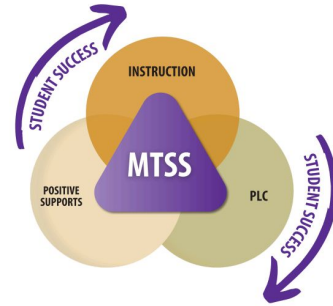 STUDENT SUCCESS
INSTRUCTION
MTSS
POSITIVE
SUPPORTS
PLC
STUDENT SUCCESS